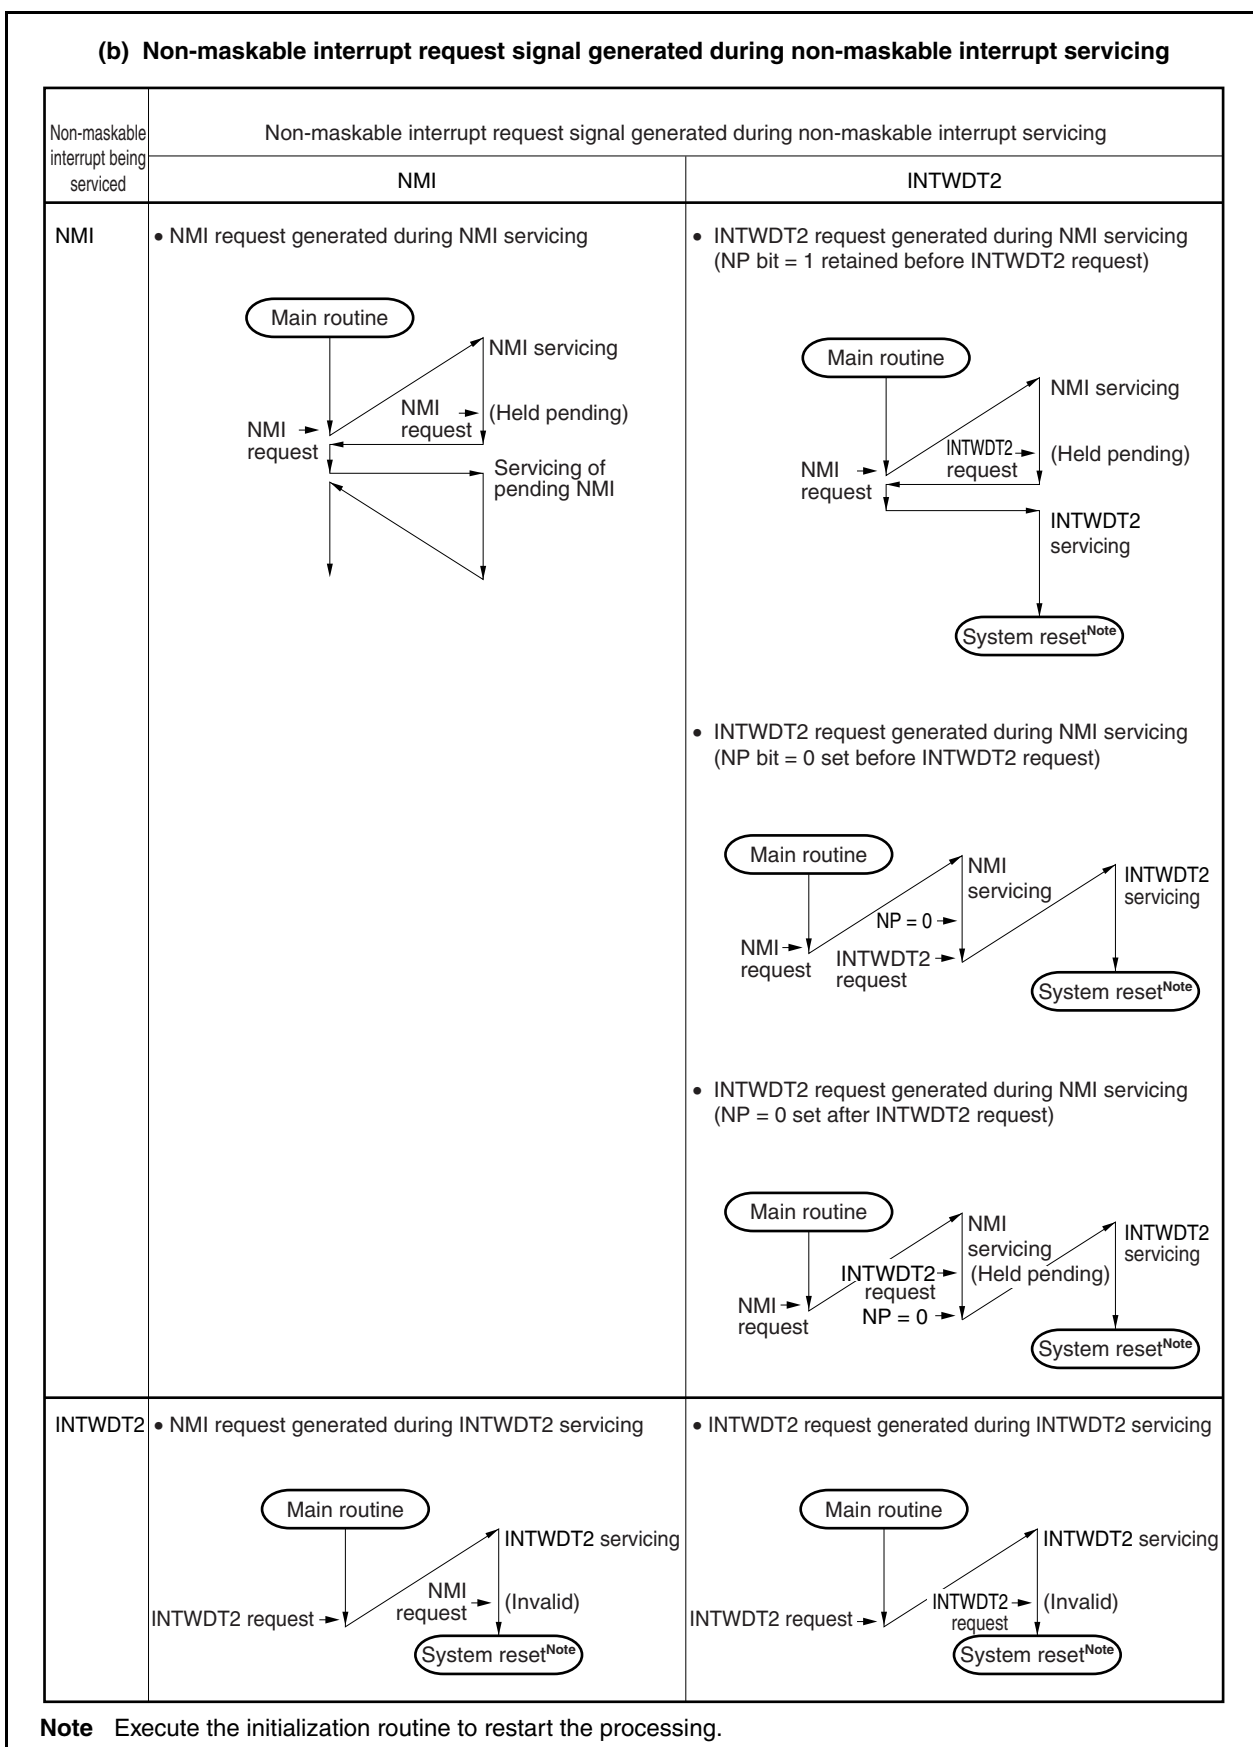 (b) Non-maskable interrupt request signal generated during non-maskable interrupt servicing
Non-maskable
interrupt being
serviced
Non-maskable interrupt request signal generated during non-maskable interrupt servicing
NMI
INTWDT2
NMI
• NMI request generated during NMI servicing
Main routine
NMI servicing
NMI
request
(Held pending)
NMI
request
Servicing of
pending NMI
• INTWDT2 request generated during NMI servicing
(NP bit = 1 retained before INTWDT2 request)
Main routine
NMI servicing
INTWDT2
request
(Held pending)
NMI
request
INTWDT2
servicing
System reset Note
• INTWDT2 request generated during NMI servicing
(NP bit = 0 set before INTWDT2 request)
Main routine
NMI
servicing
INTWDT2
servicing
NP = 0
NMI
request
INTWDT2
request
System reset Note
• INTWDT2 request generated during NMI servicing
(NP = 0 set after INTWDT2 request)
Main routine
NMI
servicing
(Held pending)
INTWDT2
servicing
INTWDT2
request
NMI
request
NP = 0
System reset Note
INTWDT2
• NMI request generated during INTWDT2 servicing
Main routine
INTWDT2 servicing
NMI
request
(Invalid)
INTWDT2 request
System reset Note
• INTWDT2 request generated during INTWDT2 servicing
Main routine
INTWDT2 servicing
INTWDT2
request
(Invalid)
INTWDT2 request
System reset Note
Note Execute the initialization routine to restart the processing.